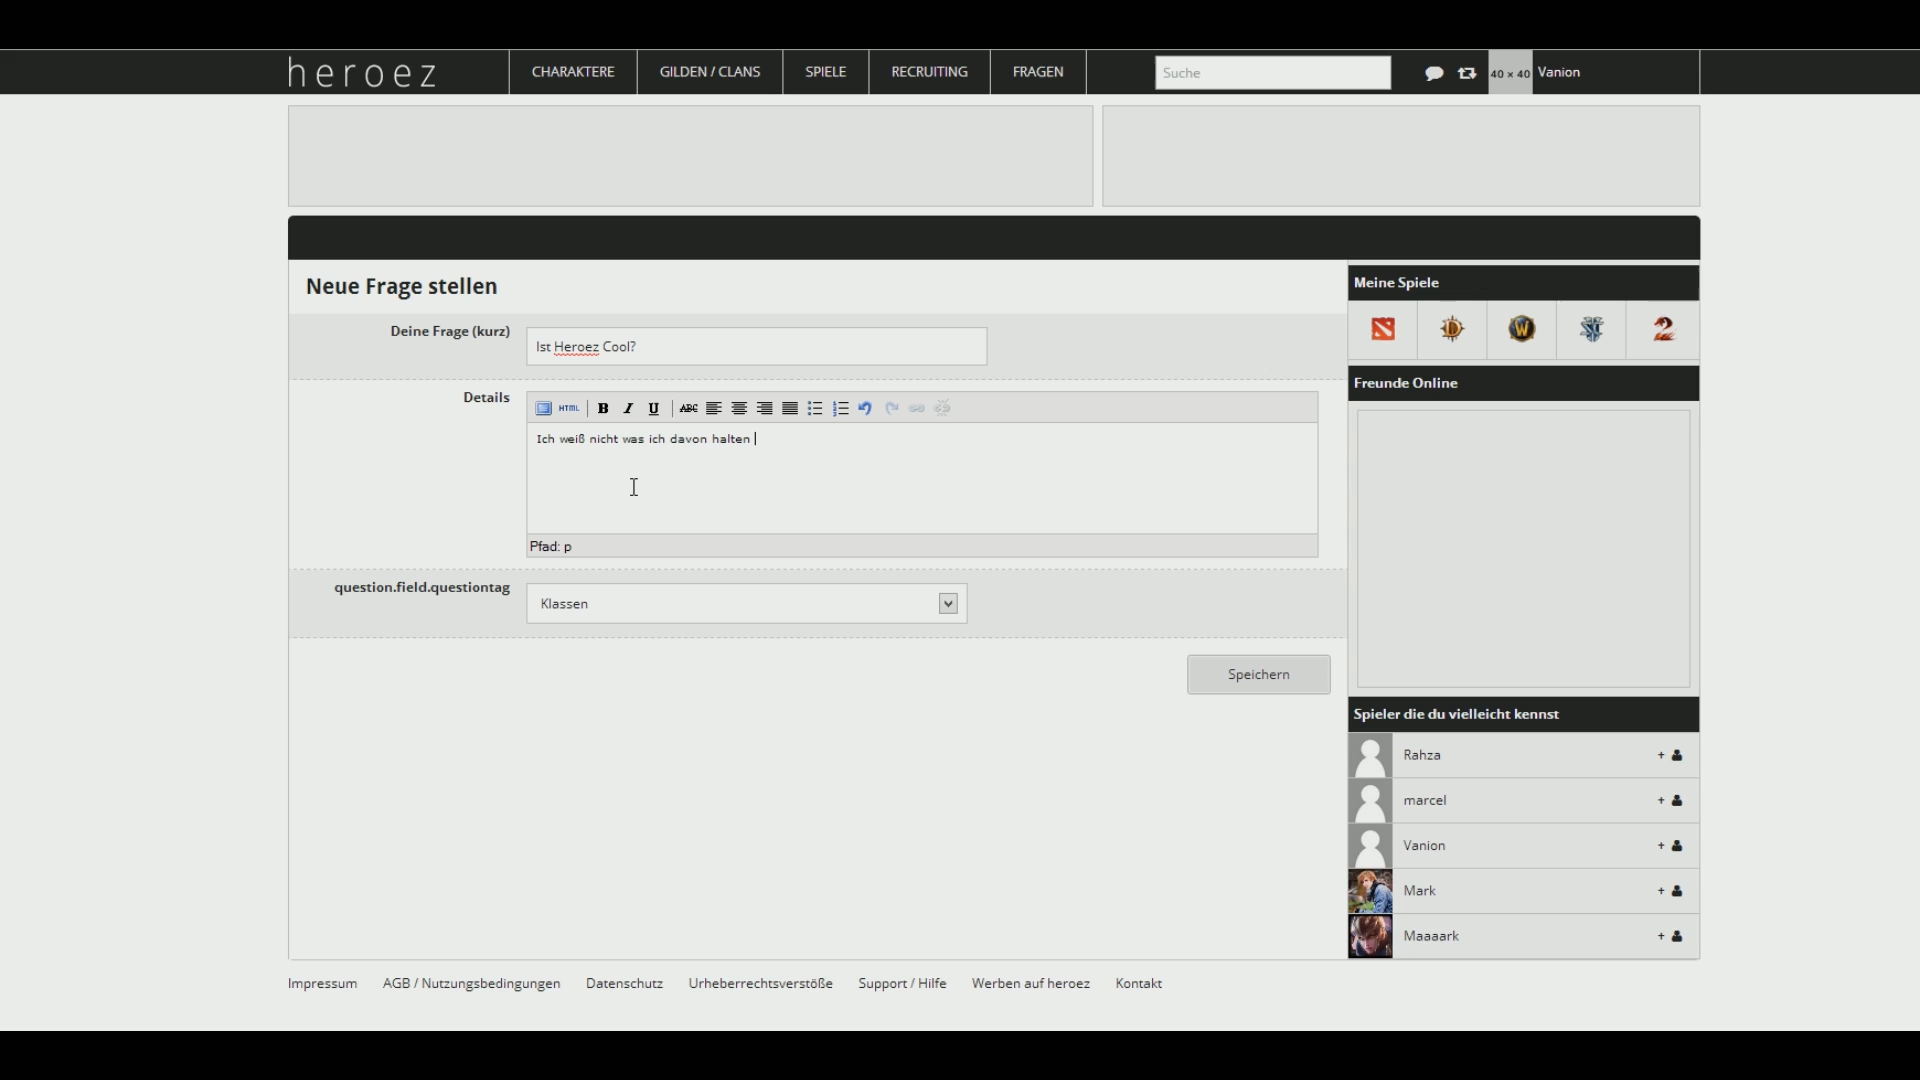 heroez
CHARAKTERE
GILDEN / CLANS
SPIELE
RECRUITING
FRAGEN
Suche
40 × 40
Vanion
Neue Frage stellen
Deine Frage (kurz)
Ist Heroez Cool?
Details
HTML
B I U ABC
Ich weiß nicht was ich davon halten
Pfad: p
question.field.questiontag
Klassen
Speichern
Meine Spiele
Freunde Online
Spieler die du vielleicht kennst
Rahza +
marcel +
Vanion +
Mark +
Maaaark +
Impressum
AGB / Nutzungsbedingungen
Datenschutz
Urheberrechtsverstöße
Support / Hilfe
Werben auf heroez
Kontakt